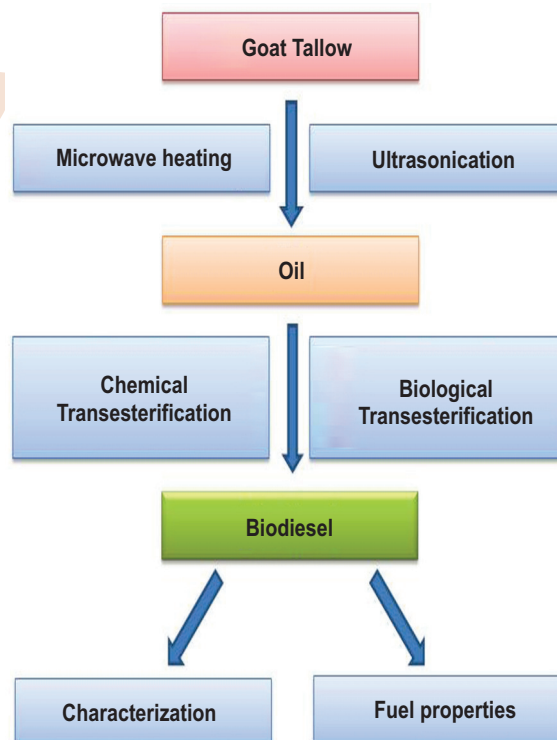 Goat Tallow
Microwave heating
Ultrasonication
Oil
Chemical
Transesterification
Biological
Transesterification
Biodiesel
Characterization
Fuel properties